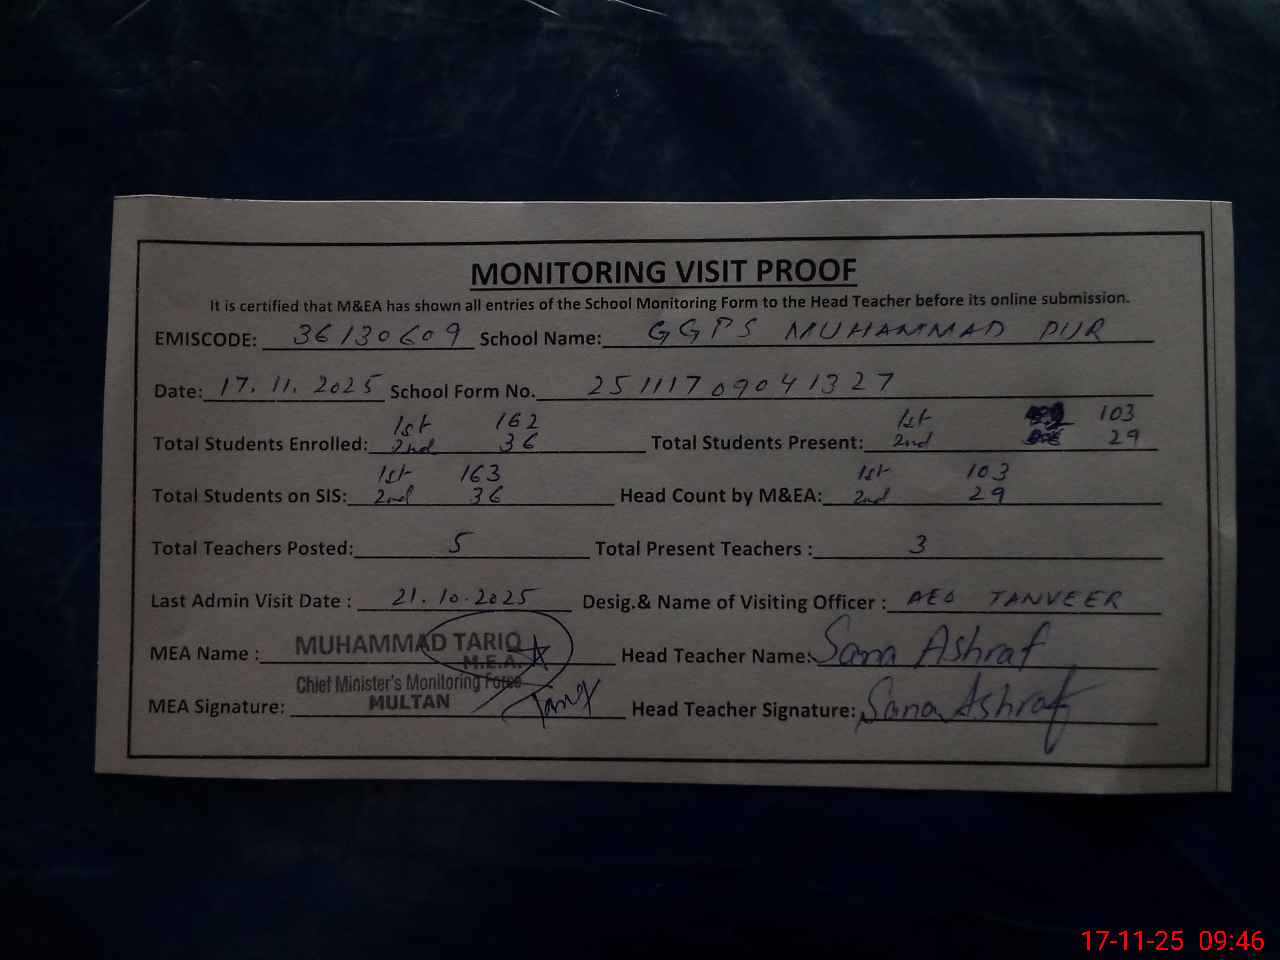 MONITORING VISIT PROOF
It is certified that M&EA has shown all entries of the School Monitoring Form to the Head Teacher before its online submission.
EMISCODE: 36130609 School Name: GGPS MUHAMMAD PUR
Date: 17.11.2025 School Form No. 251117 09041327
1st 162 1st 103
Total Students Enrolled: 2nd 36 Total Students Present: 2nd 29
1st 163 1st 103
Total Students on SIS: 2nd 36 Head Count by M&EA: 2nd 29
Total Teachers Posted: 5 Total Present Teachers : 3
Last Admin Visit Date : 21.10.2025 Desig.& Name of Visiting Officer : AEO TANVEER
MEA Name : MUHAMMAD TARIQ Head Teacher Name: Sana Ashraf
M.E.A.
Chief Minister's Monitoring Force
MULTAN
MEA Signature: Tariq Head Teacher Signature: Sana Ashraf
17-11-25 09:46